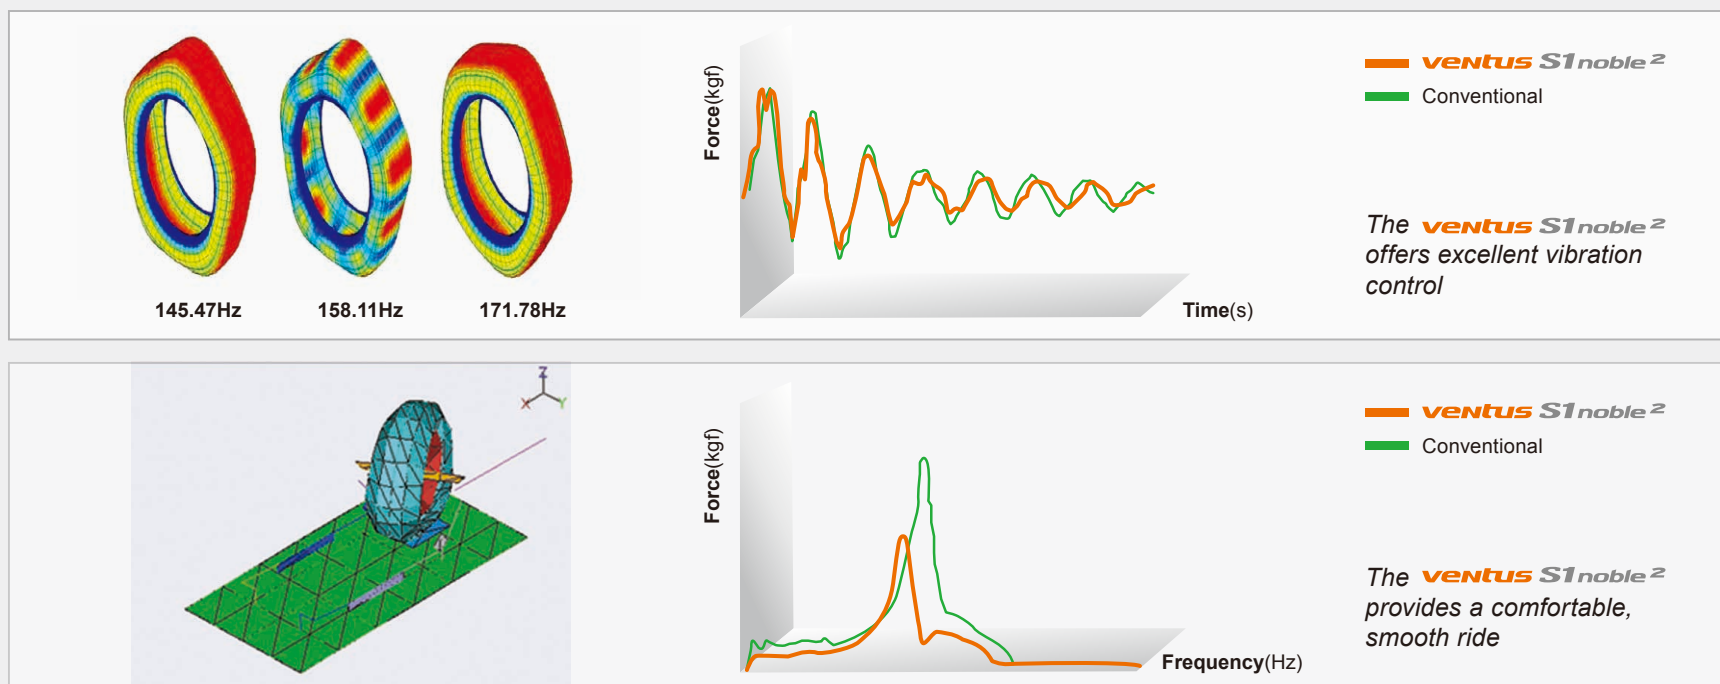 145.47Hz
158.11Hz
171.78Hz
Force(kgf)
Time(s)
ventus S1 noble 2
Conventional
The ventus S1 noble 2
offers excellent vibration
control
Z
X
Y
Force(kgf)
Frequency(Hz)
ventus S1 noble 2
Conventional
The ventus S1 noble 2
provides a comfortable,
smooth ride